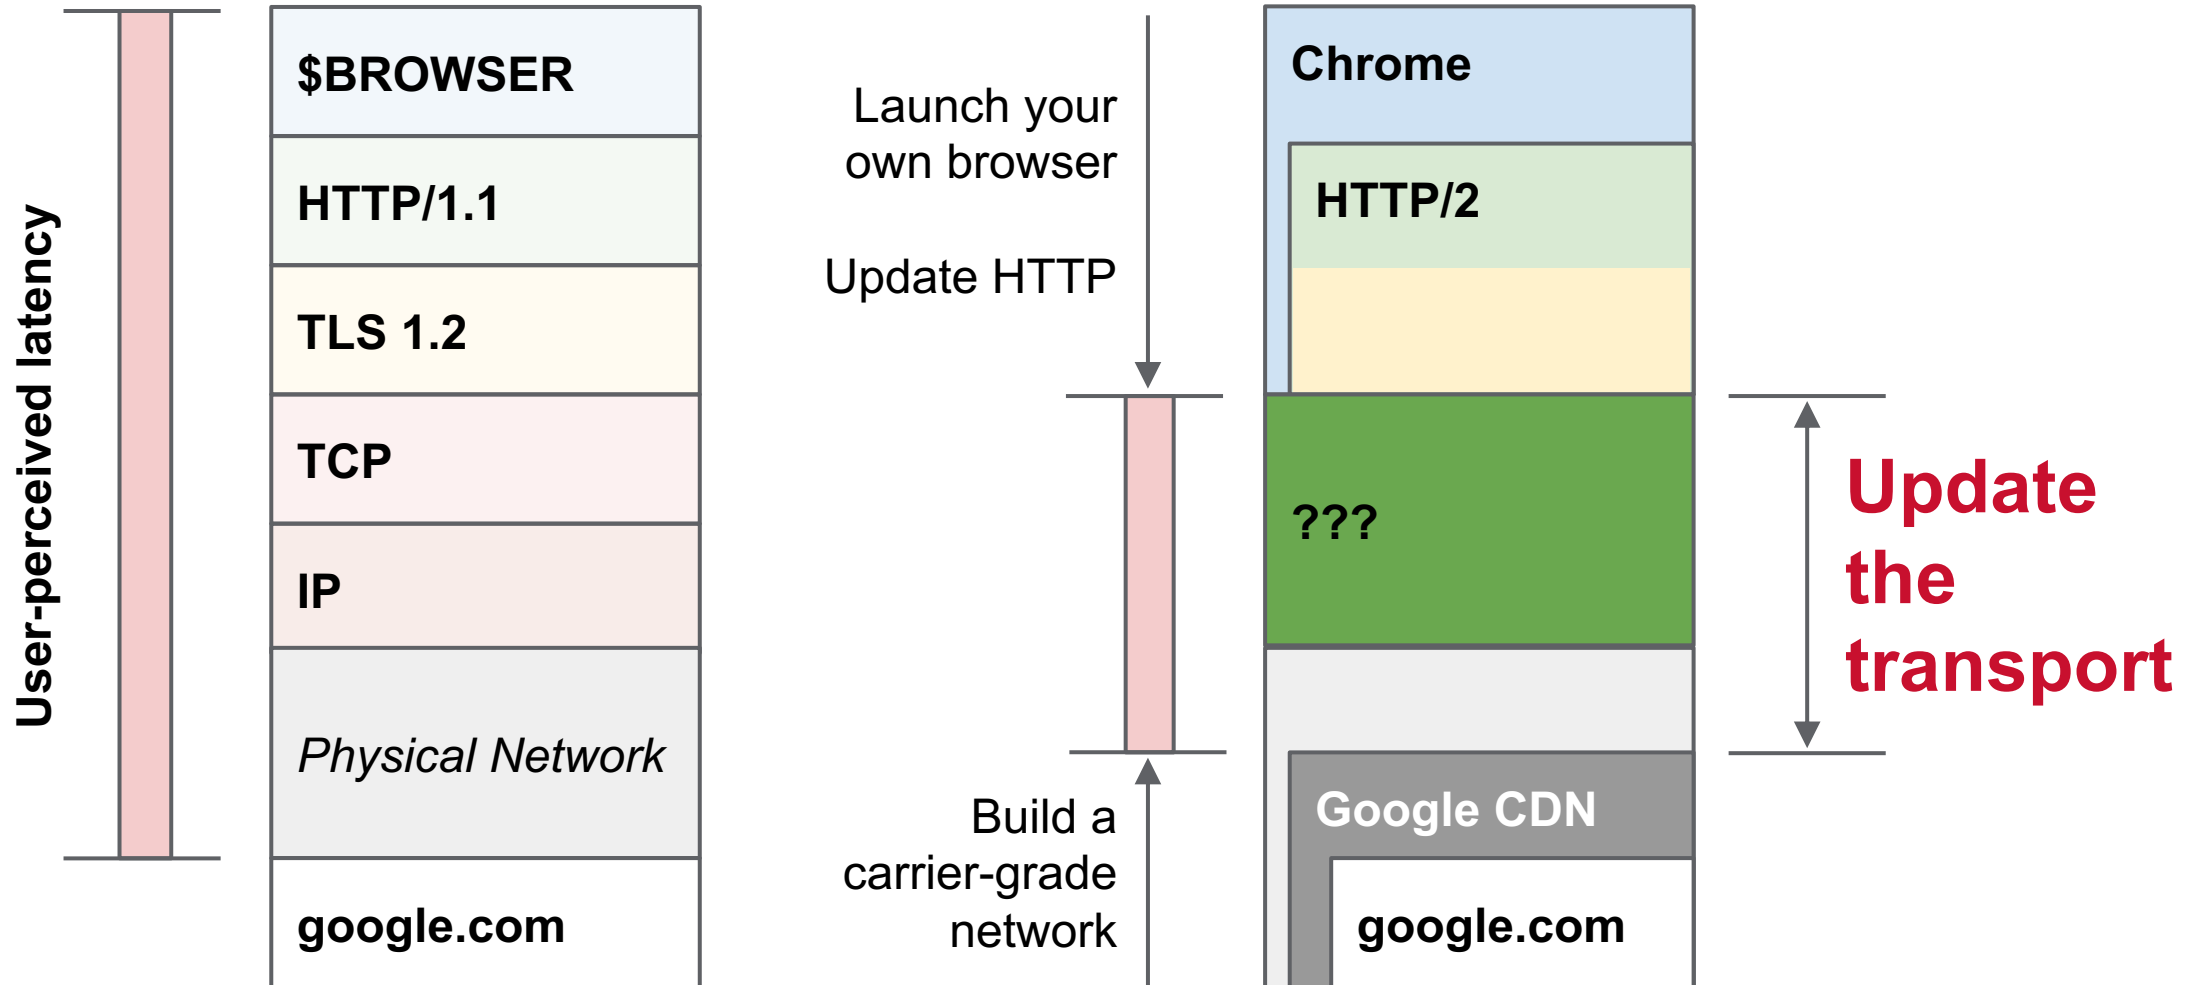 User-perceived latency
$BROWSER
HTTP/1.1
TLS 1.2
TCP
IP
Physical Network
google.com
Launch your
own browser
Update HTTP
Build a
carrier-grade
network
Chrome
HTTP/2
???
Google CDN
google.com
Update
the
transport